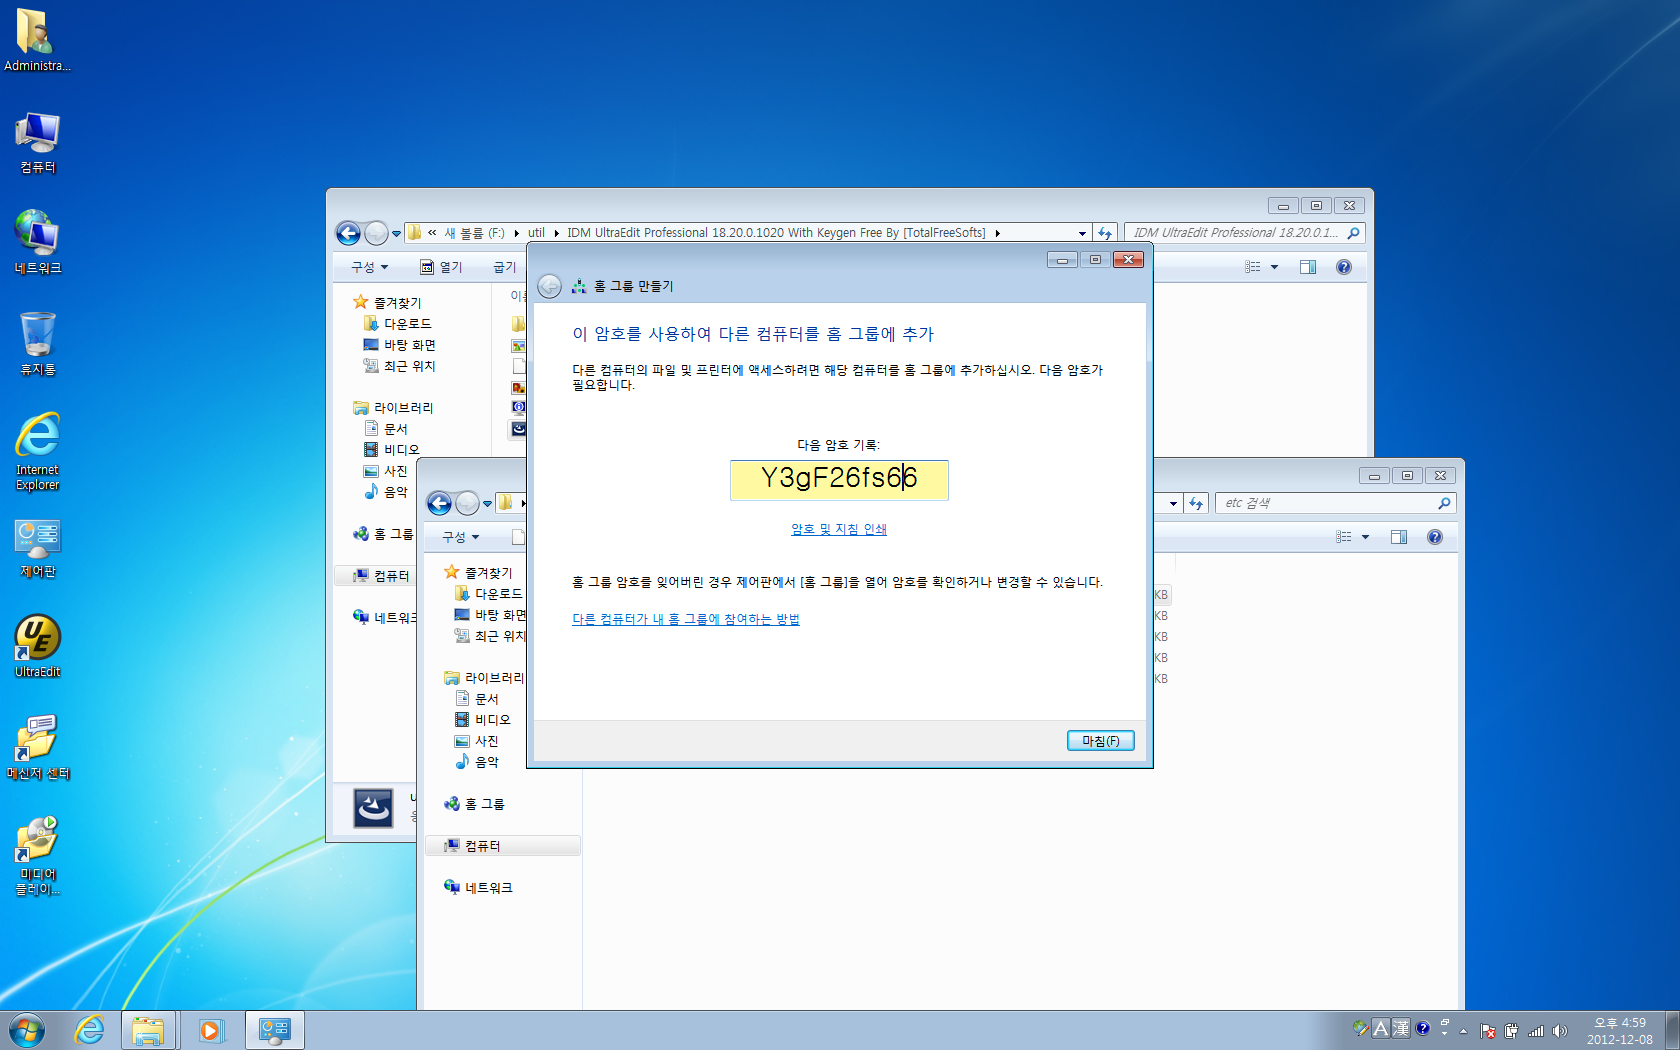 Administra...
컴퓨터
네트워크
휴지통
Internet
Explorer
제어판
UltraEdit
메신저 센터
미디어
플레이...
« 새 볼륨 (F:) ▸ util ▸ IDM UltraEdit Professional 18.20.0.1020 With Keygen Free By [TotalFreeSofts] ▸
IDM UltraEdit Professional 18.20.0.1...
구성 ▾ 열기 굽기
즐겨찾기
다운로드
바탕 화면
최근 위치
라이브러리
문서
비디오
사진
음악
홈 그룹
컴퓨터
네트워크
홈 그룹 만들기
이 암호를 사용하여 다른 컴퓨터를 홈 그룹에 추가
다른 컴퓨터의 파일 및 프린터에 액세스하려면 해당 컴퓨터를 홈 그룹에 추가하십시오. 다음 암호가
필요합니다.
다음 암호 기록:
Y3gF26fs66
암호 및 지침 인쇄
홈 그룹 암호를 잊어버린 경우 제어판에서 [홈 그룹]을 열어 암호를 확인하거나 변경할 수 있습니다.
다른 컴퓨터가 내 홈 그룹에 참여하는 방법
마침(F)
etc 검색
구성 ▾
즐겨찾기
다운로드
바탕 화면
최근 위치
라이브러리
문서
비디오
사진
음악
홈 그룹
컴퓨터
네트워크
KB
KB
KB
KB
KB
A 漢
오후 4:59
2012-12-08